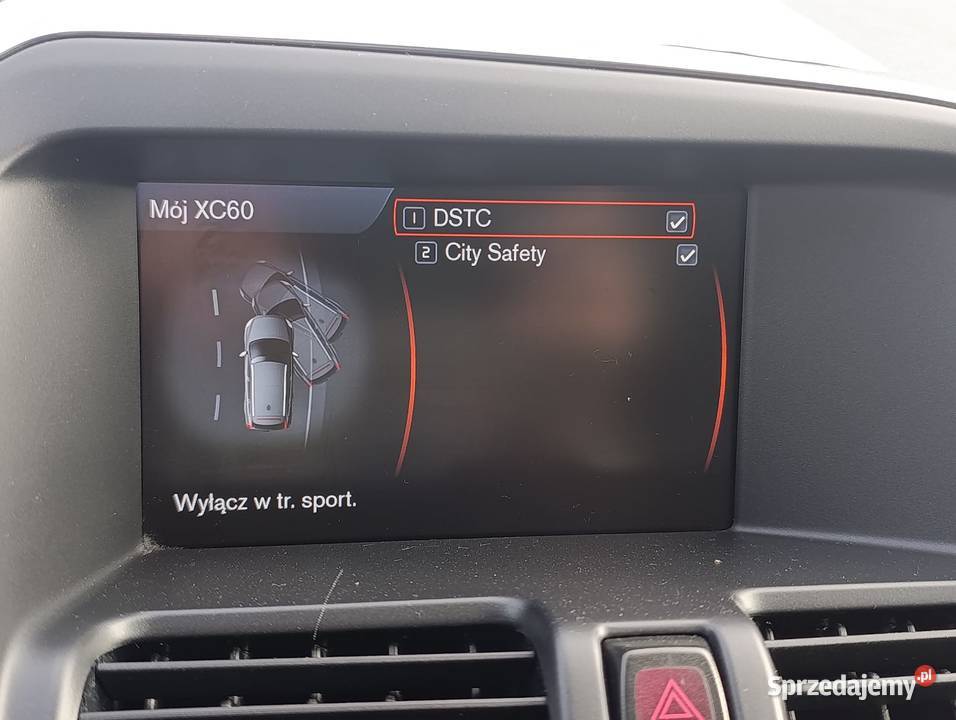 Mój XC60
1 DSTC
2 City Safety
Wyłącz w tr. sport.
Sprzedajemy.pl